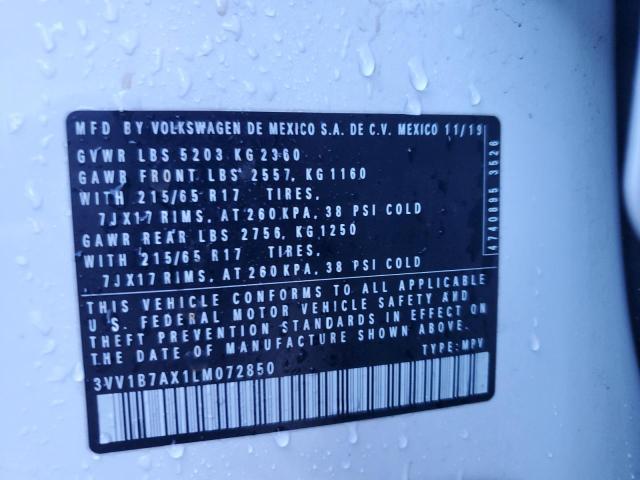 MFD BY VOLKSWAGEN DE MEXICO S.A. DE C.V. MEXICO 11/19
GVWR LBS 5203 KG 2360
GAWR FRONT LBS 2557, KG 1160
WITH 215/65 R17 TIRES,
7JX17 RIMS, AT 260 KPA, 38 PSI COLD
GAWR REAR LBS 2756, KG 1250
WITH 215/65 R17 TIRES,
7JX17 RIMS, AT 260 KPA, 38 PSI COLD
THIS VEHICLE CONFORMS TO ALL APPLICABLE
U.S. FEDERAL MOTOR VEHICLE SAFETY AND
THEFT PREVENTION STANDARDS IN EFFECT ON
THE DATE OF MANUFACTURE SHOWN ABOVE.
TYPE: MPV
3VV1B7AX1LM072850
4740895 3526